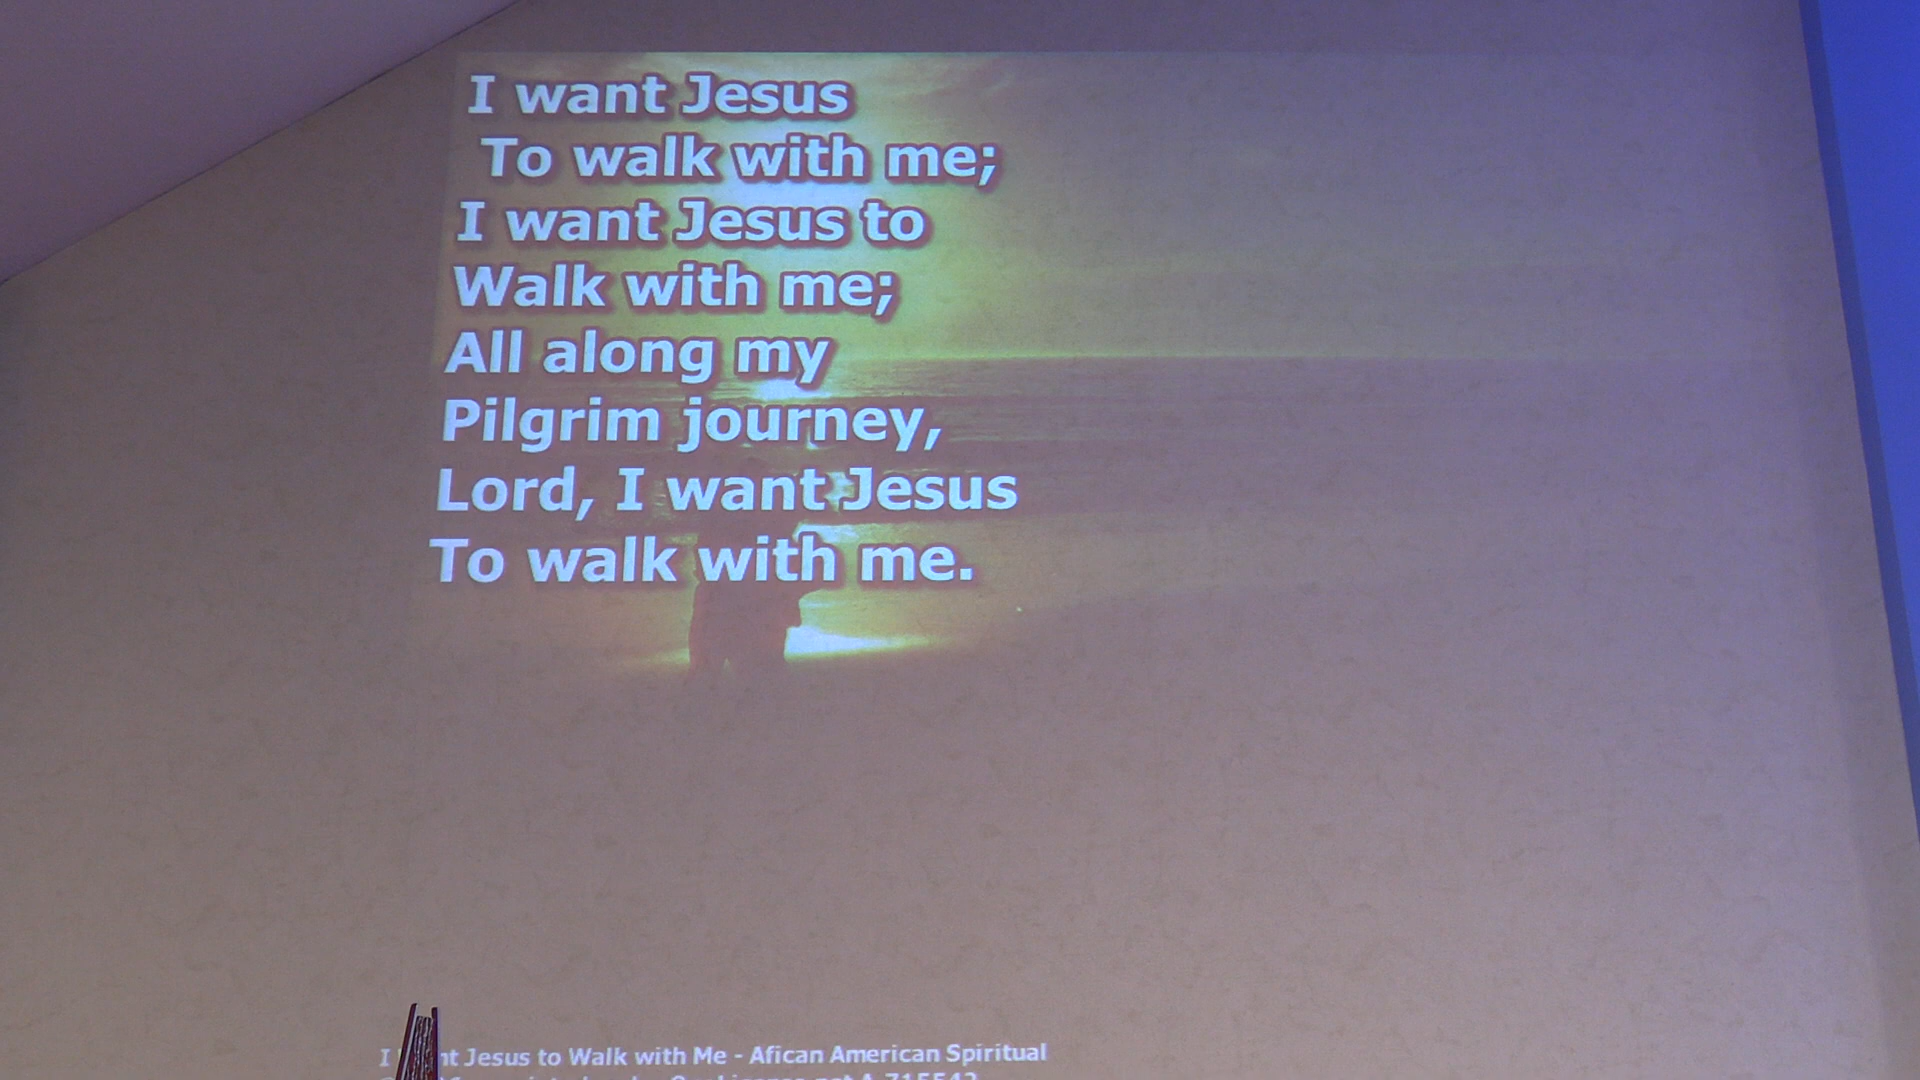 I want Jesus
To walk with me;
I want Jesus to
Walk with me;
All along my
Pilgrim journey,
Lord, I want Jesus
To walk with me.
I nt Jesus to Walk with Me - Afican American Spiritual